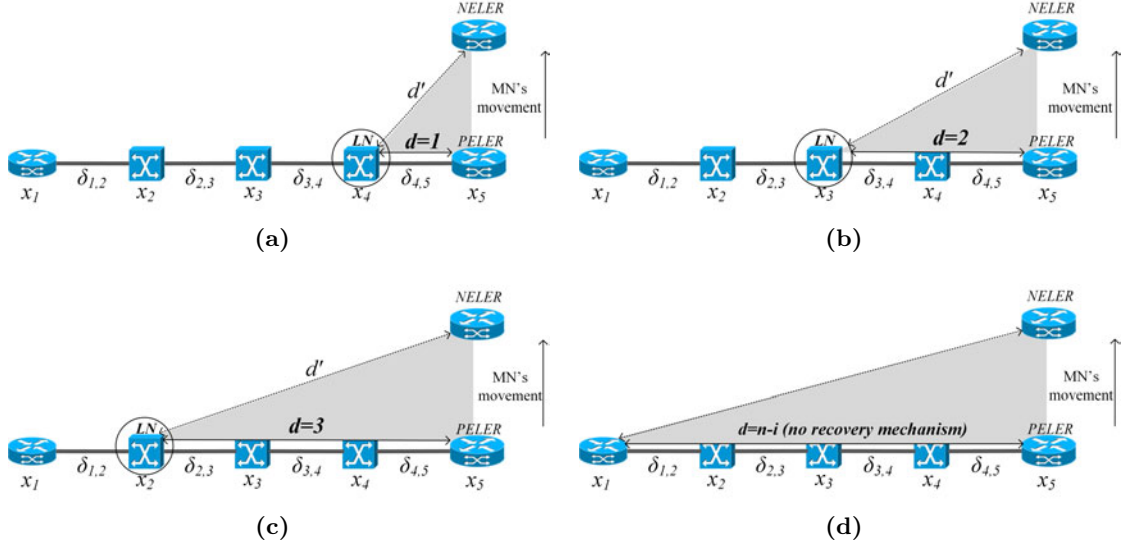 NELER
d'
MN's
movement
LN
d=1
PELER
δ1,2
δ2,3
δ3,4
δ4,5
x1
x2
x3
x4
x5
(a)
NELER
d'
MN's
movement
LN
d=2
PELER
δ1,2
δ2,3
δ3,4
δ4,5
x1
x2
x3
x4
x5
(b)
NELER
d'
MN's
movement
LN
d=3
PELER
δ1,2
δ2,3
δ3,4
δ4,5
x1
x2
x3
x4
x5
(c)
NELER
MN's
movement
d=n-i (no recovery mechanism)
PELER
δ1,2
δ2,3
δ3,4
δ4,5
x1
x2
x3
x4
x5
(d)